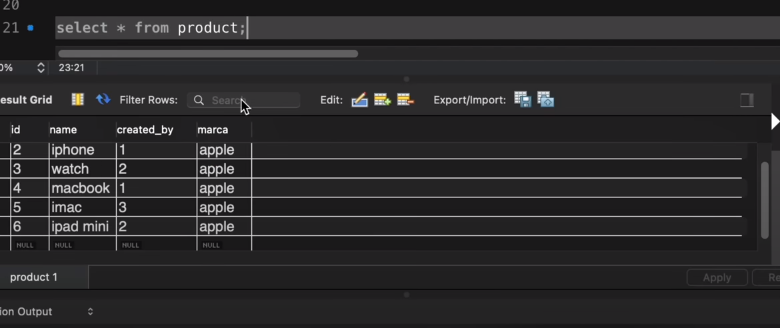 20
21 select * from product;
0% 23:21
esult Grid Filter Rows: Search Edit: Export/Import:
id name created_by marca
2 iphone 1 apple
3 watch 2 apple
4 macbook 1 apple
5 imac 3 apple
6 ipad mini 2 apple
NULL NULL NULL NULL
product 1 Apply Re
ion Output